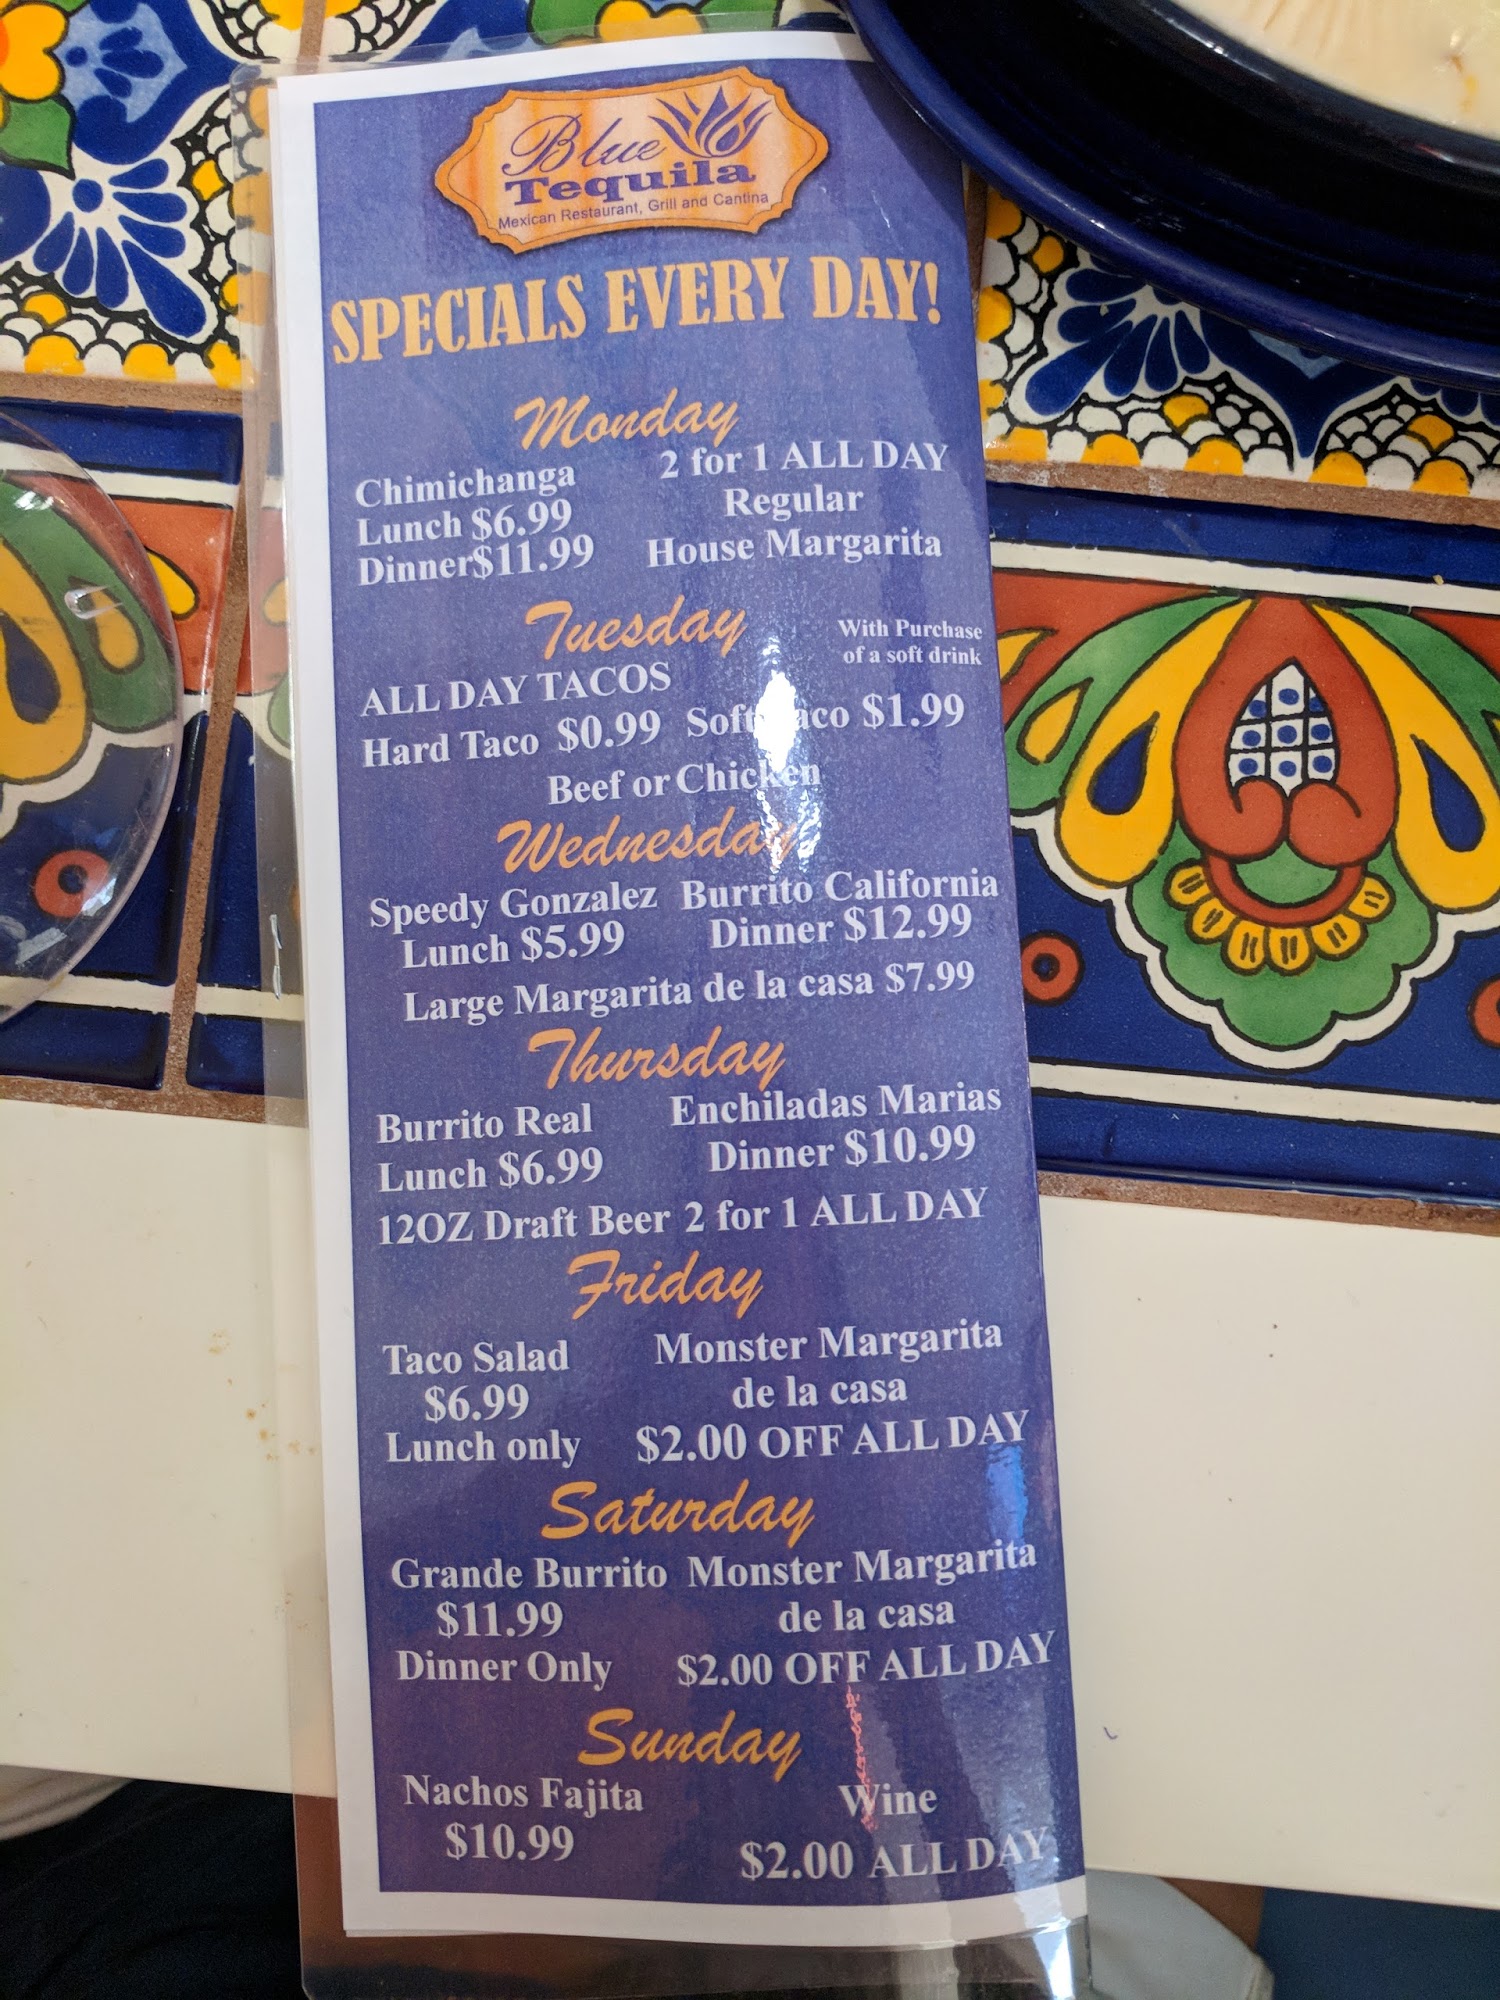 Blue
Tequila
Mexican Restaurant, Grill and Cantina
SPECIALS EVERY DAY!
Monday
Chimichanga
Lunch $6.99
Dinner$11.99
2 for 1 ALL DAY
Regular
House Margarita
Tuesday
With Purchase
of a soft drink
ALL DAY TACOS
Hard Taco $0.99 Soft Taco $1.99
Beef or Chicken
Wednesday
Speedy Gonzalez
Lunch $5.99
Burrito California
Dinner $12.99
Large Margarita de la casa $7.99
Thursday
Burrito Real
Lunch $6.99
Enchiladas Marias
Dinner $10.99
12OZ Draft Beer 2 for 1 ALL DAY
Friday
Taco Salad
$6.99
Lunch only
Monster Margarita
de la casa
$2.00 OFF ALL DAY
Saturday
Grande Burrito
$11.99
Dinner Only
Monster Margarita
de la casa
$2.00 OFF ALL DAY
Sunday
Nachos Fajita
$10.99
Wine
$2.00 ALL DAY